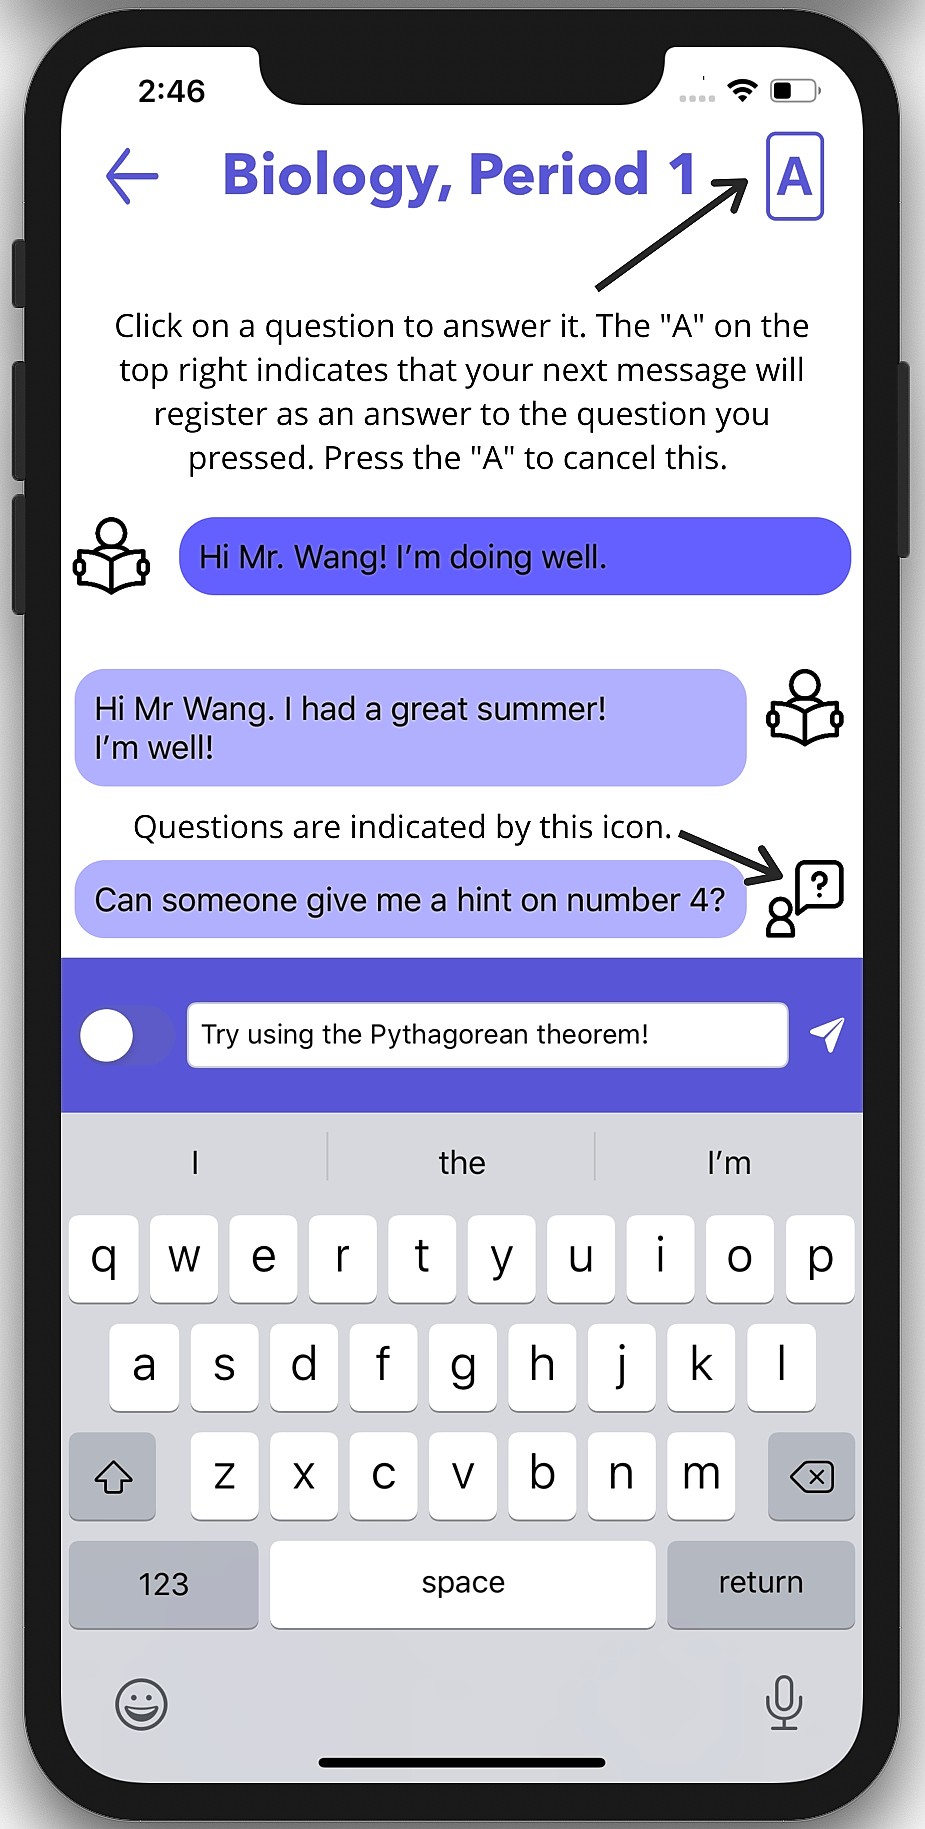 2:46
Biology, Period 1
A
Click on a question to answer it. The "A" on the
top right indicates that your next message will
register as an answer to the question you
pressed. Press the "A" to cancel this.
Hi Mr. Wang! I'm doing well.
Hi Mr Wang. I had a great summer!
I'm well!
Questions are indicated by this icon.
?
Can someone give me a hint on number 4?
Try using the Pythagorean theorem!
I the I'm
q w e r t y u i o p
a s d f g h j k l
z x c v b n m
123 space return